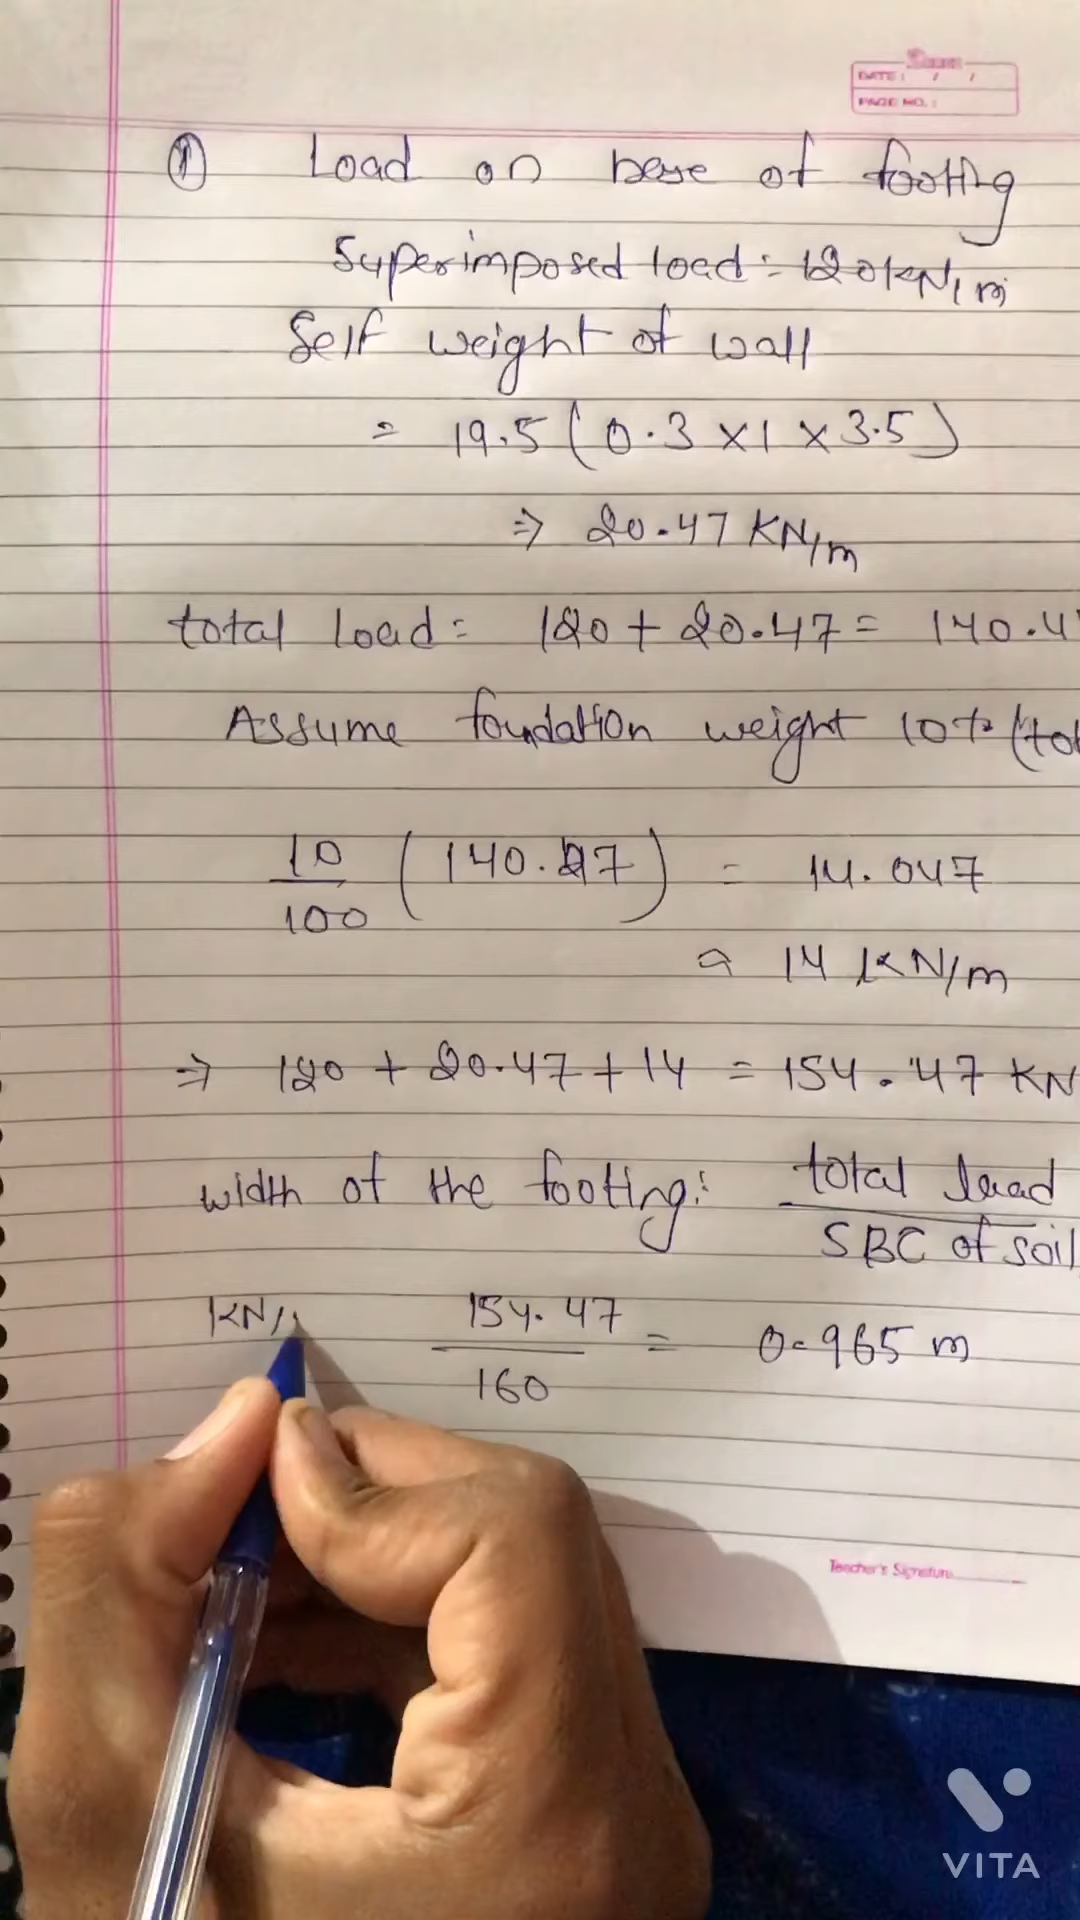 DATE: / /
PAGE NO.:
① Load on base of footing
Superimposed load = 120 KN/m
Self weight of wall
= 19.5 (0.3 x 1 x 3.5)
⇒ 20.47 KN/m
total load = 120 + 20.47 = 140.4
Assume foundation weight 10% (to
10/100 (140.47) = 14.047
= 14 KN/m
⇒ 120 + 20.47 + 14 = 154.47 KN
width of the footing: total load / SBC of soil
KN/ 154.47/160 = 0.965 m
Teacher's Signature
VITA